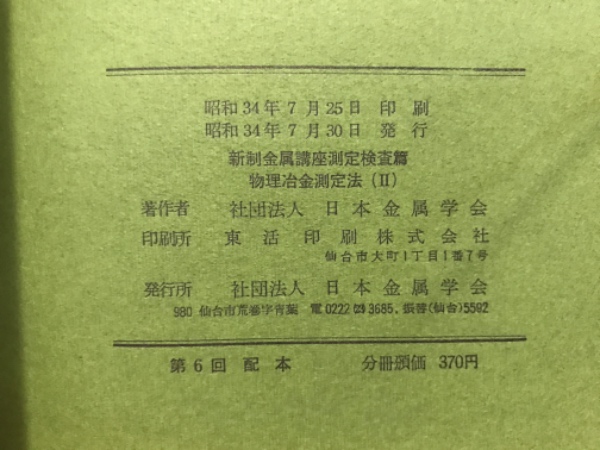 昭和34年7月25日 印刷
昭和34年7月30日 発行
新制金属講座測定検査篇
物理冶金測定法(II)
著作者 社団法人 日本金属学会
印刷所 東活印刷株式会社
仙台市大町1丁目1番7号
発行所 社団法人 日本金属学会
980 仙台市荒巻字青葉 電0222 3685, 振替(仙台)5592
第6回配本 分冊頒価 370円